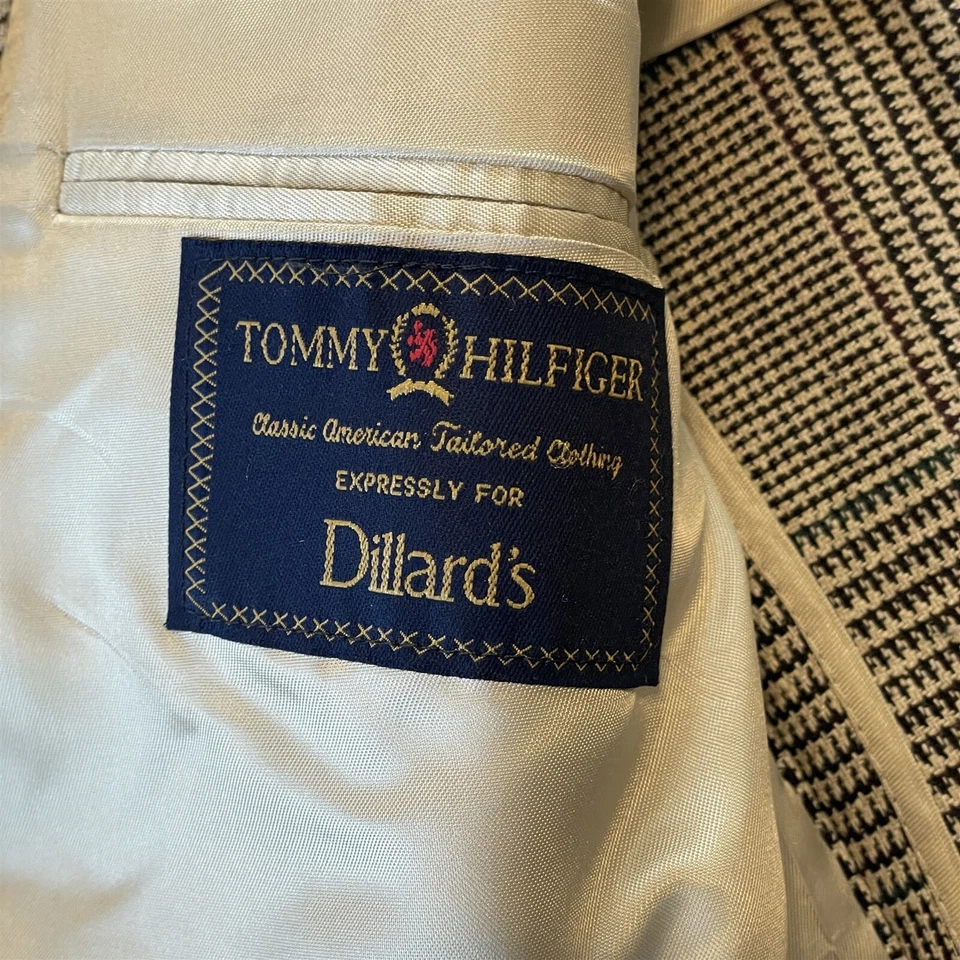 TOMMY HILFIGER
Classic American Tailored Clothing
EXPRESSLY FOR
Dillard's